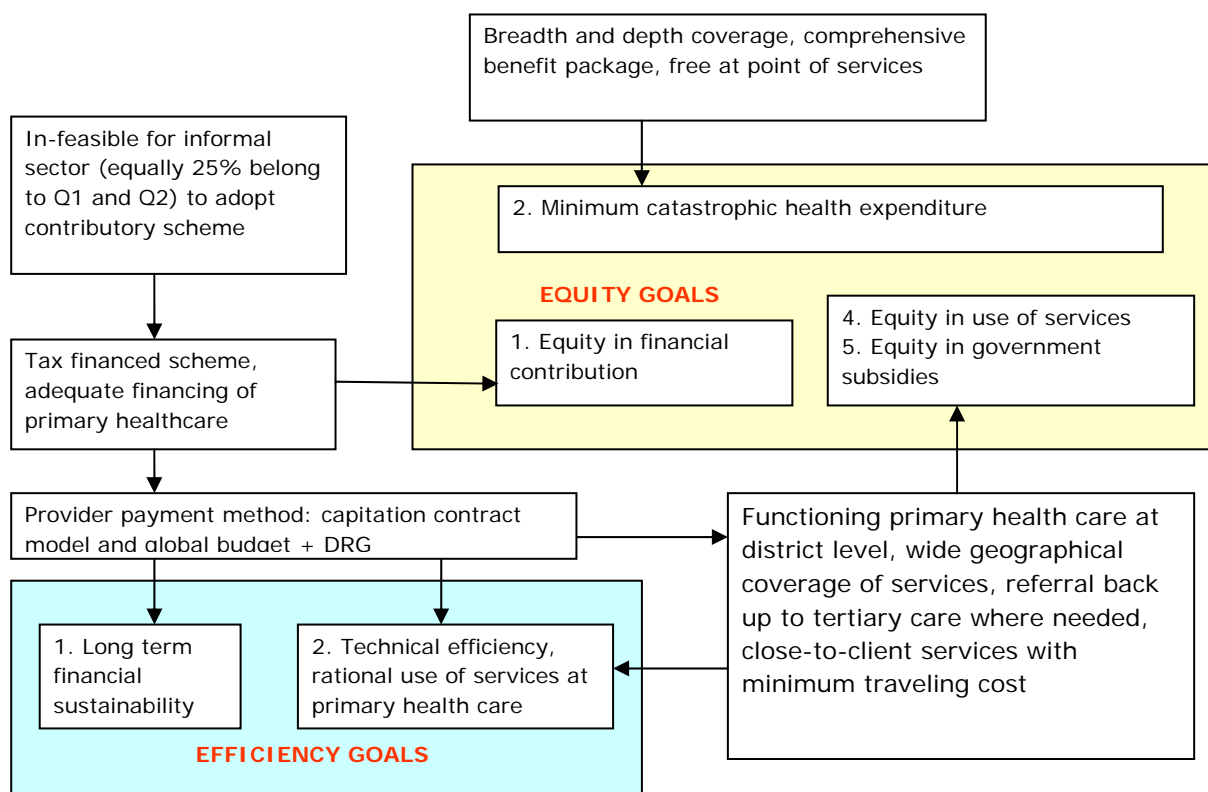 Breadth and depth coverage, comprehensive
benefit package, free at point of services
In-feasible for informal
sector (equally 25% belong
to Q1 and Q2) to adopt
contributory scheme
2. Minimum catastrophic health expenditure
EQUITY GOALS
1. Equity in financial
contribution
4. Equity in use of services
5. Equity in government
subsidies
Tax financed scheme,
adequate financing of
primary healthcare
Provider payment method: capitation contract
model and global budget + DRG
Functioning primary health care at
district level, wide geographical
coverage of services, referral back
up to tertiary care where needed,
close-to-client services with
minimum traveling cost
1. Long term
financial
sustainability
2. Technical efficiency,
rational use of services at
primary health care
EFFICIENCY GOALS